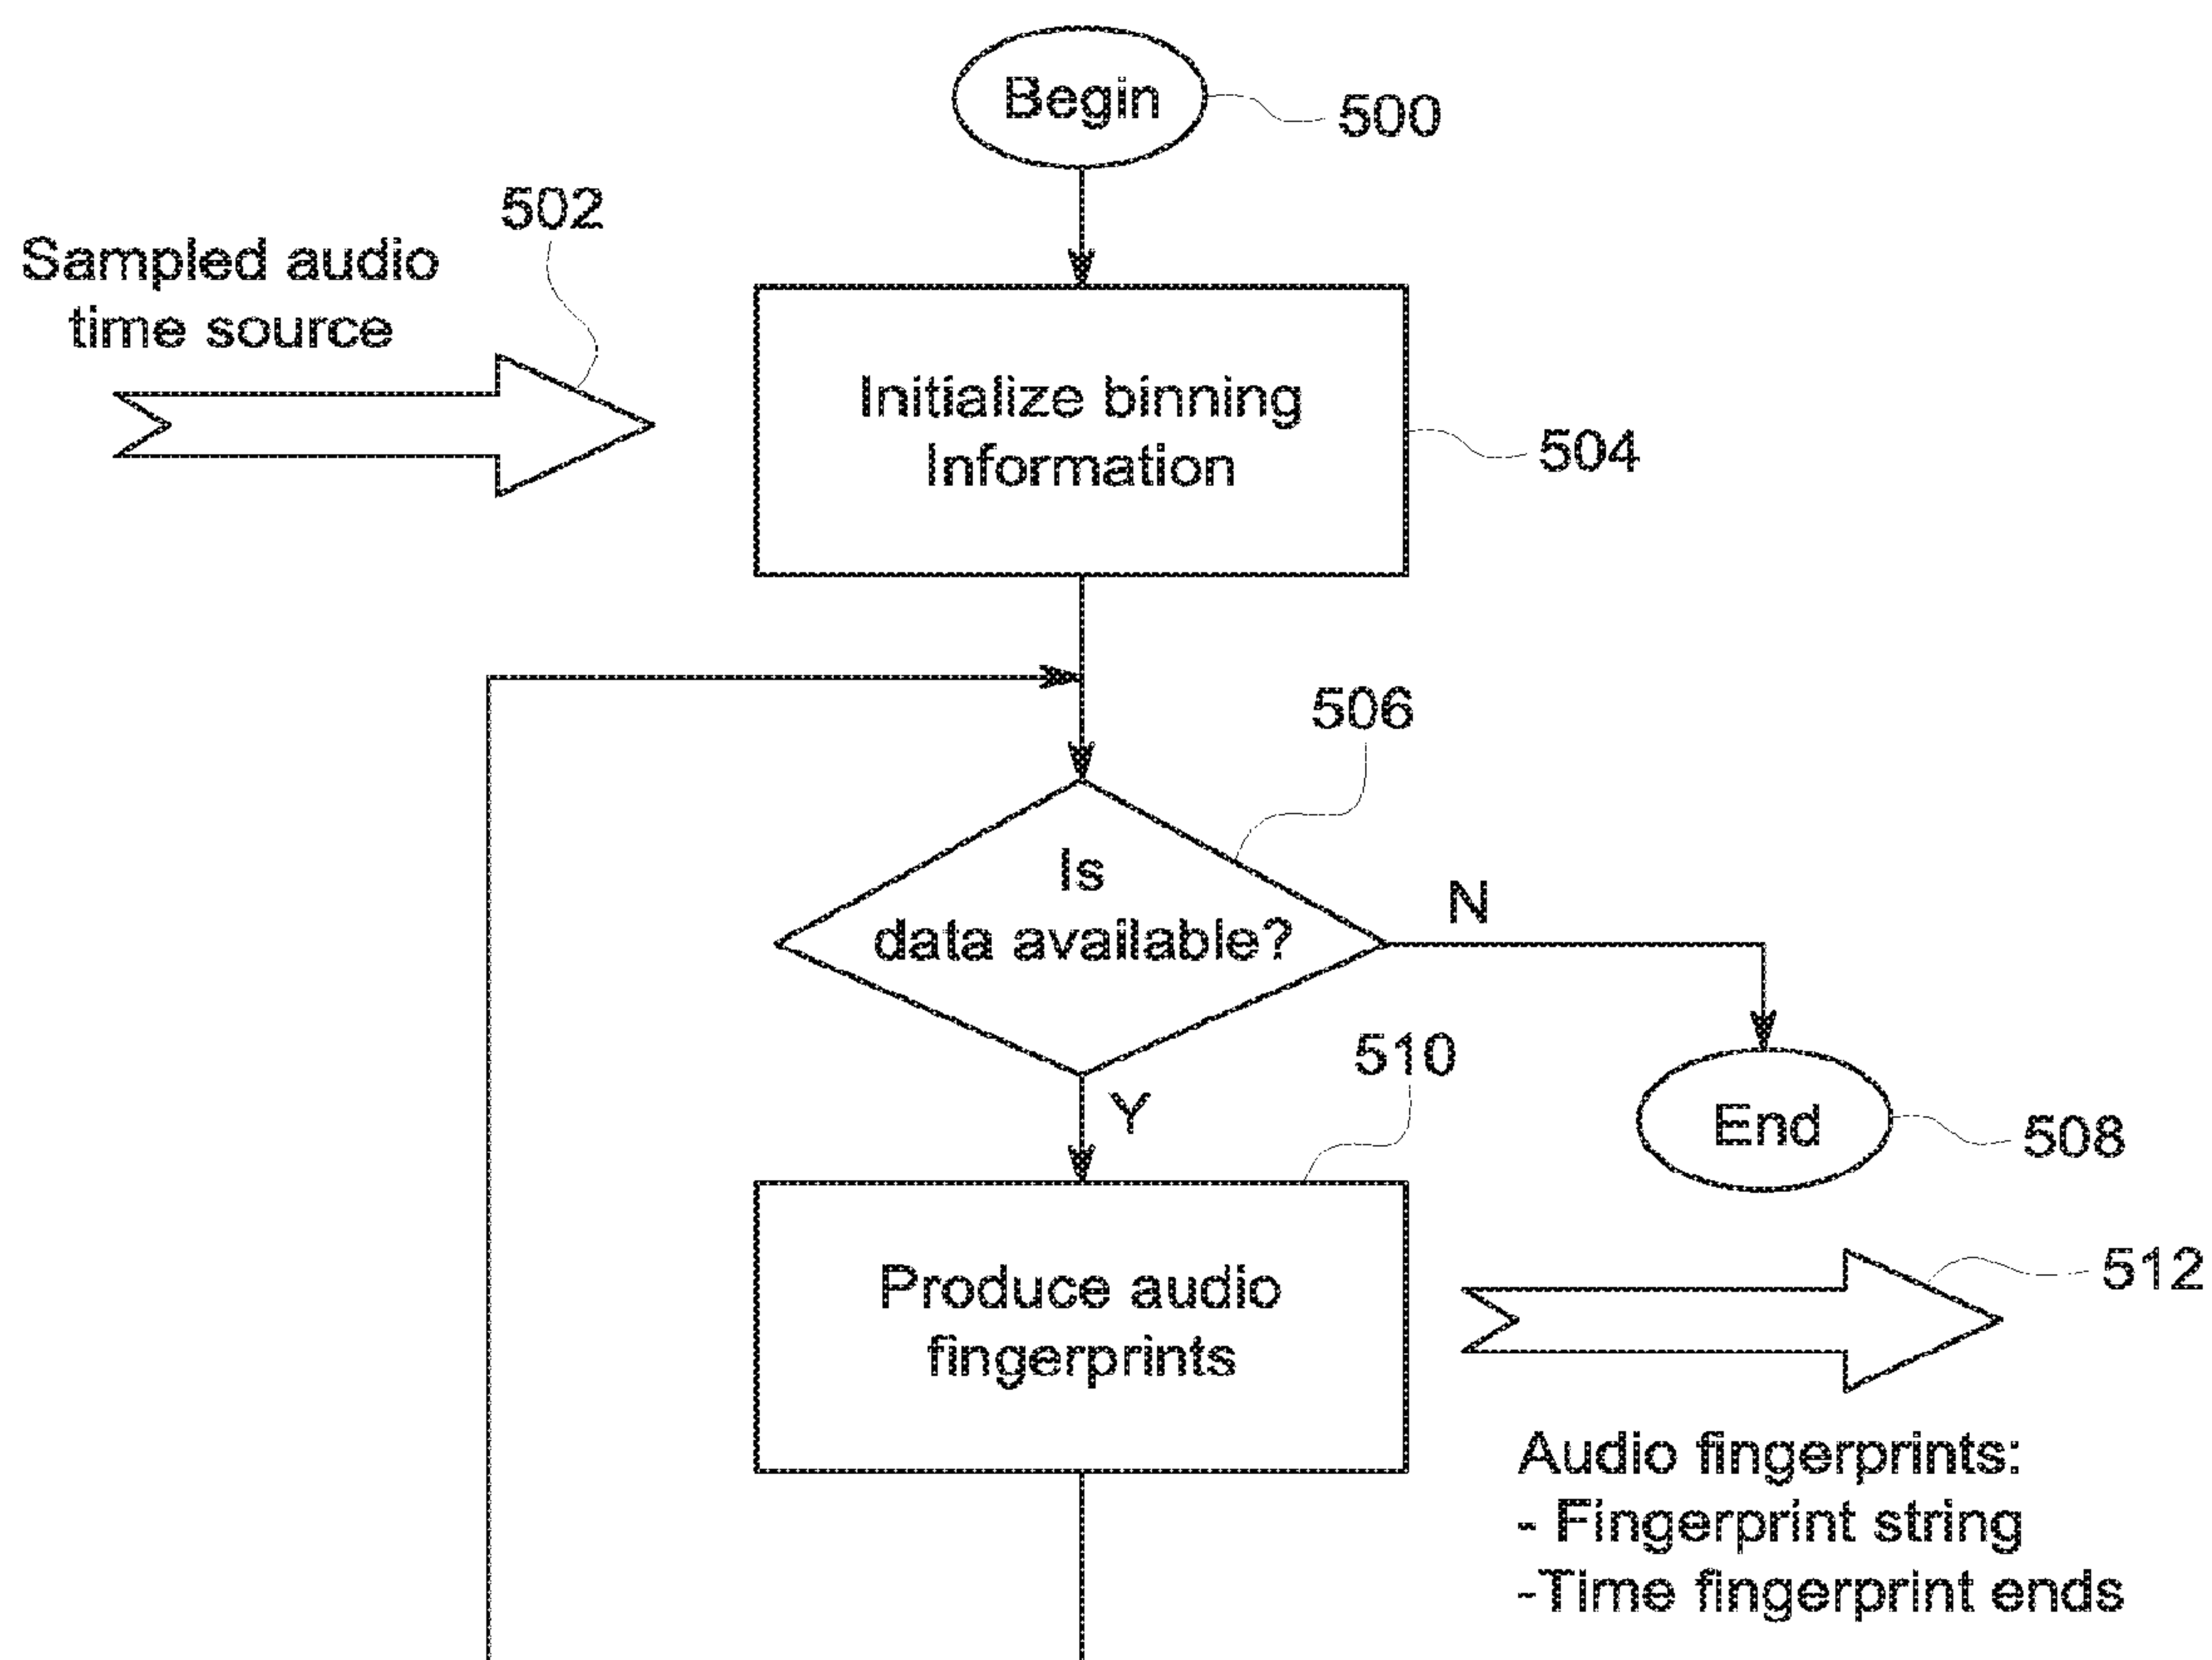 Begin
500
502
Sampled audio
time source
Initialize binning
Information
504
506
Is
data available?
N
510
Y
End
508
Produce audio
fingerprints
512
Audio fingerprints:
- Fingerprint string
-Time fingerprint ends